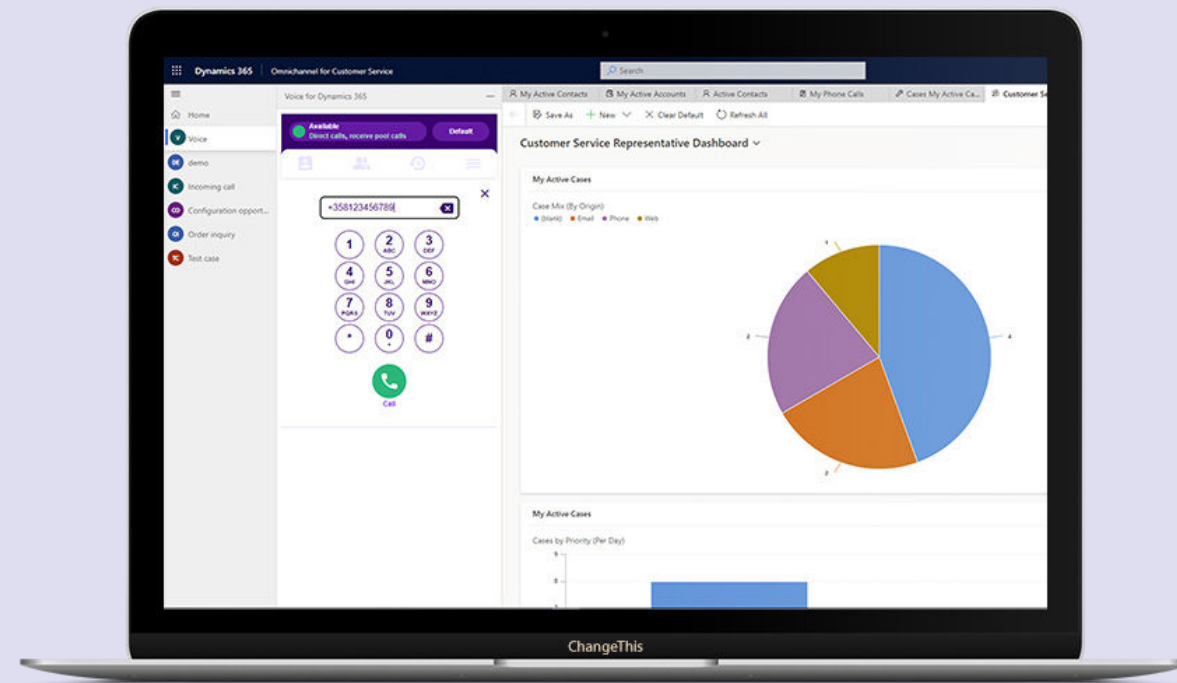 Dynamics 365 Omnichannel for Customer Service Search
Voice for Dynamics 365
My Active Contacts My Active Accounts Active Contacts My Phone Calls Cases My Active Ca... Customer Se
Home
Save As New Clear Default Refresh All
V Voice
Available
Direct calls, receive pool calls
Default
Customer Service Representative Dashboard
DE demo
IC Incoming call
CO Configuration opport...
OI Order inquiry
TC Test case
+358123456789
1 2 ABC 3 DEF
4 GHI 5 JKL 6 MNO
7 PQRS 8 TUV 9 WXYZ
* 0 + #
Call
My Active Cases
Case Mix (By Origin)
(blank) Email Phone Web
1
2
4
2
My Active Cases
Cases by Priority (Per Day)
ChangeThis